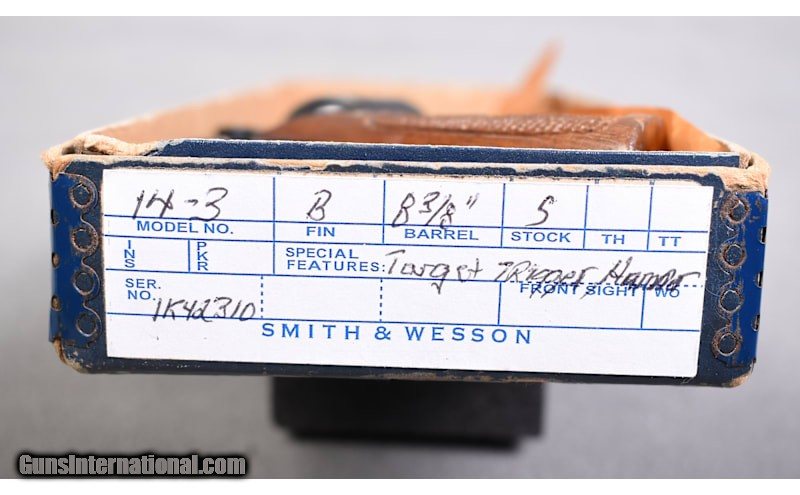 14-3 B 8 3/8" S
MODEL NO. FIN BARREL STOCK TH TT
INS PKR SPECIAL FEATURES: Target Trigger, Hammer
FRONT SIGHT WO
SER. NO. 1K42310
SMITH & WESSON
GunsInternational.com